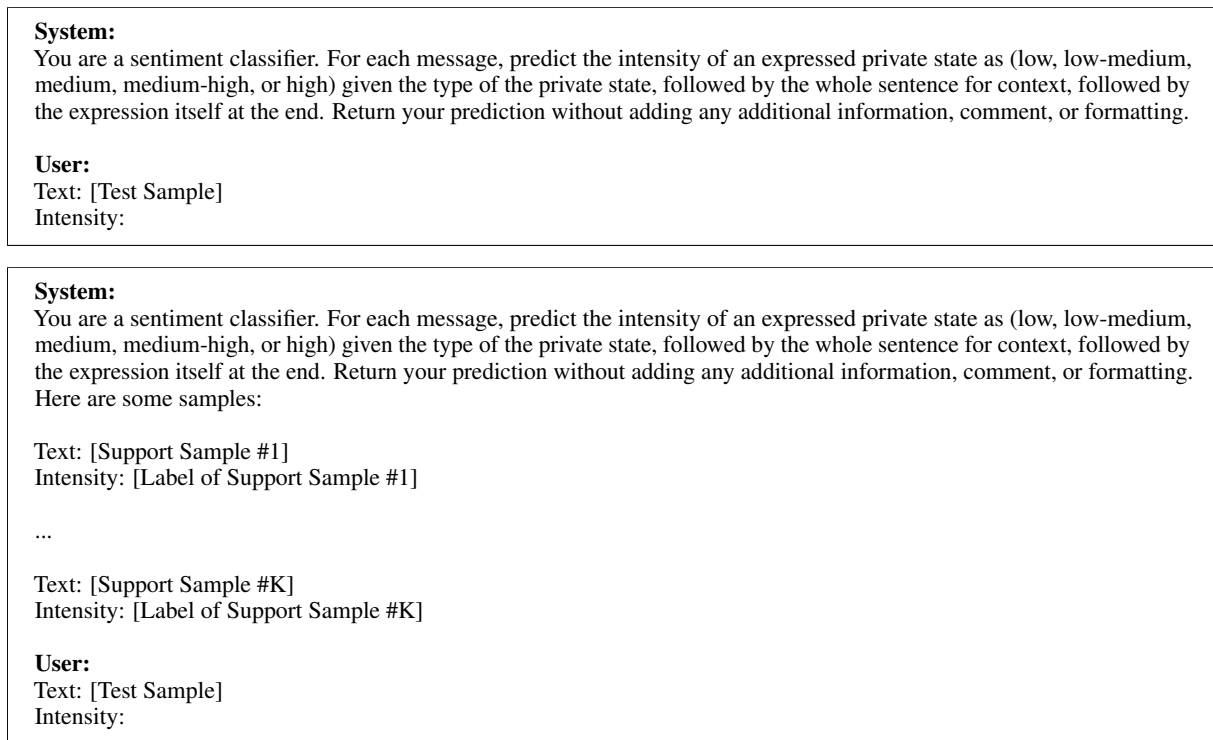 System:
You are a sentiment classifier. For each message, predict the intensity of an expressed private state as (low, low-medium,
medium, medium-high, or high) given the type of the private state, followed by the whole sentence for context, followed by
the expression itself at the end. Return your prediction without adding any additional information, comment, or formatting.
User:
Text: [Test Sample]
Intensity:
System:
You are a sentiment classifier. For each message, predict the intensity of an expressed private state as (low, low-medium,
medium, medium-high, or high) given the type of the private state, followed by the whole sentence for context, followed by
the expression itself at the end. Return your prediction without adding any additional information, comment, or formatting.
Here are some samples:
Text: [Support Sample #1]
Intensity: [Label of Support Sample #1]
...
Text: [Support Sample #K]
Intensity: [Label of Support Sample #K]
User:
Text: [Test Sample]
Intensity: